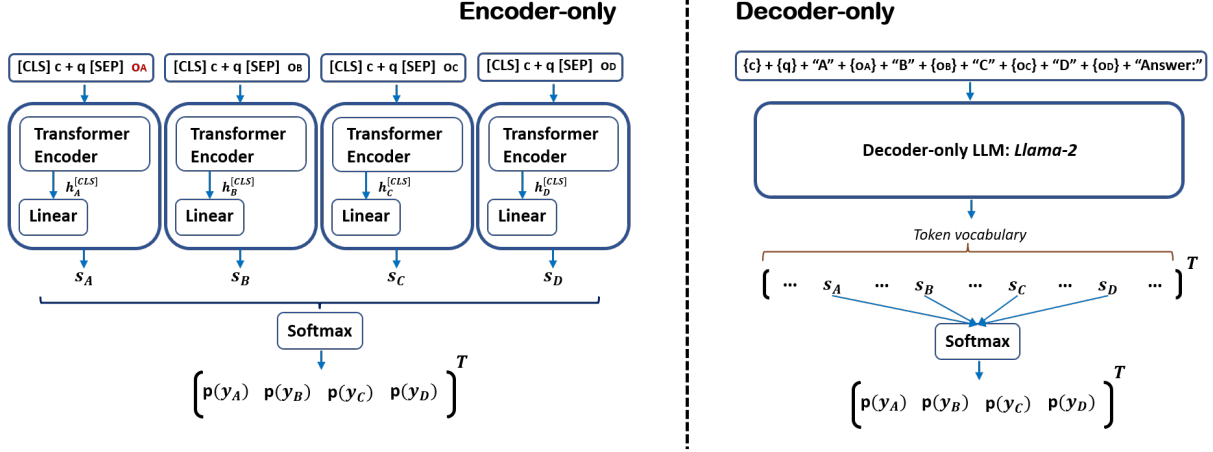 Encoder-only
[CLS] c + q [SEP] OA
[CLS] c + q [SEP] OB
[CLS] c + q [SEP] OC
[CLS] c + q [SEP] OD
Transformer
Encoder
Transformer
Encoder
Transformer
Encoder
Transformer
Encoder
h_A^[CLS]
h_B^[CLS]
h_C^[CLS]
h_D^[CLS]
Linear
Linear
Linear
Linear
s_A
s_B
s_C
s_D
Softmax
[p(y_A) p(y_B) p(y_C) p(y_D)]^T
Decoder-only
{c} + {q} + “A” + {OA} + “B” + {OB} + “C” + {OC} + “D” + {OD} + “Answer:”
Decoder-only LLM: Llama-2
Token vocabulary
[... s_A ... s_B ... s_C ... s_D ...]^T
Softmax
[p(y_A) p(y_B) p(y_C) p(y_D)]^T